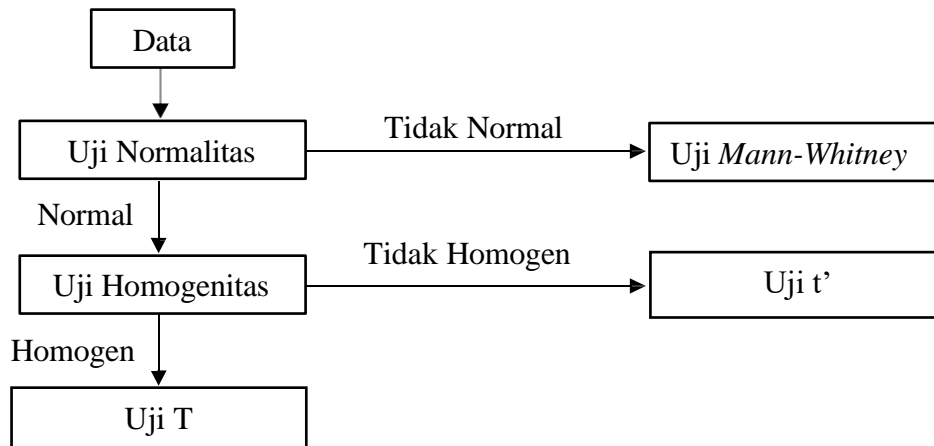 Data
Uji Normalitas
Tidak Normal
Uji Mann-Whitney
Normal
Uji Homogenitas
Tidak Homogen
Uji t’
Homogen
Uji T